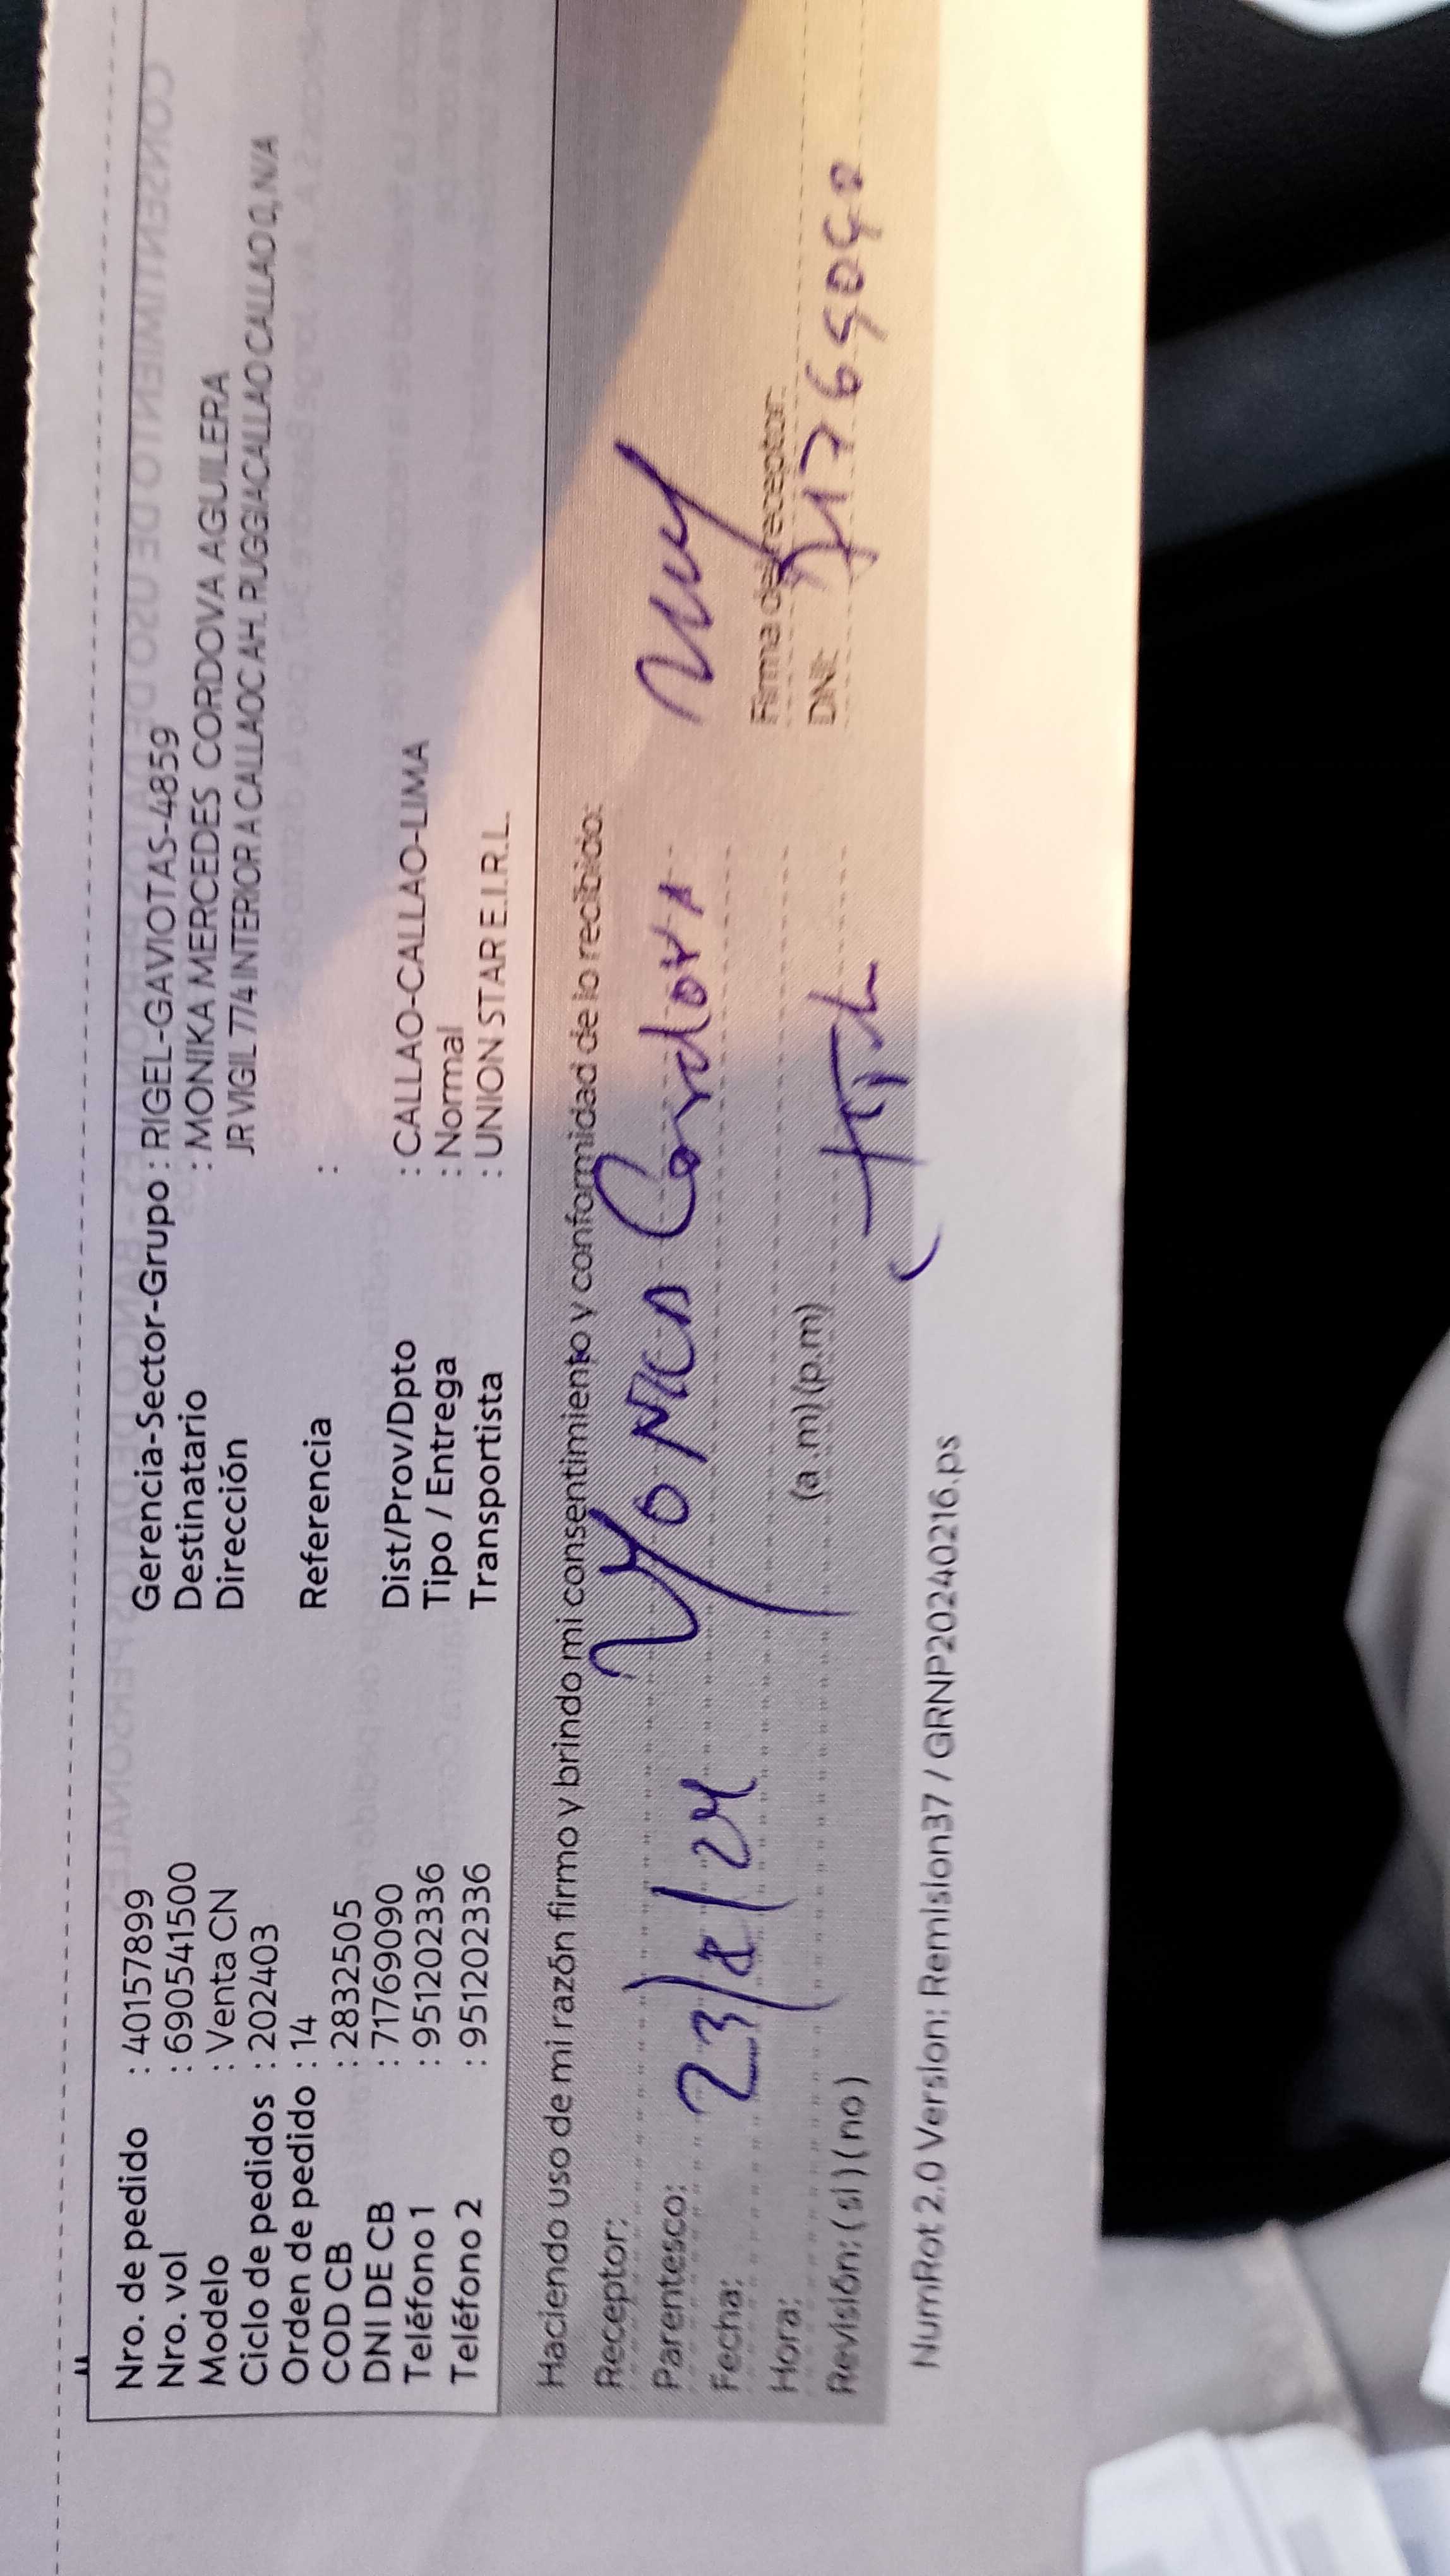 Nro. de pedido : 40157899
Nro. vol : 690541500
Modelo : Venta CN
Ciclo de pedidos : 202403
Orden de pedido : 14
COD CB : 2832505
DNI DE CB : 71769090
Teléfono 1 : 951202336
Teléfono 2 : 951202336
Gerencia-Sector-Grupo : RIGEL-GAVIOTAS-4859
Destinatario : MONIKA MERCEDES CORDOVA AGUILERA
Dirección JR VIGIL 774 INTERIOR A CALLAOC AH. RUGGIACALLAO CALLAO 0, N/A
Referencia :
Dist/Prov/Dpto : CALLAO-CALLAO-LIMA
Tipo / Entrega : Normal
Transportista : UNION STAR E.I.R.L.
Haciendo uso de mi razón firmo y brindo mi consentimiento y conformidad de lo recibido:
Receptor: Cordova
Parentesco:
Fecha: 23/2/24
Hora: (a .m) (p.m)
Revisión: ( si ) ( no )
Firma del receptor:
DNI: 71769090
NumRot 2.0 Version: Remision37 / GRNP20240216.ps